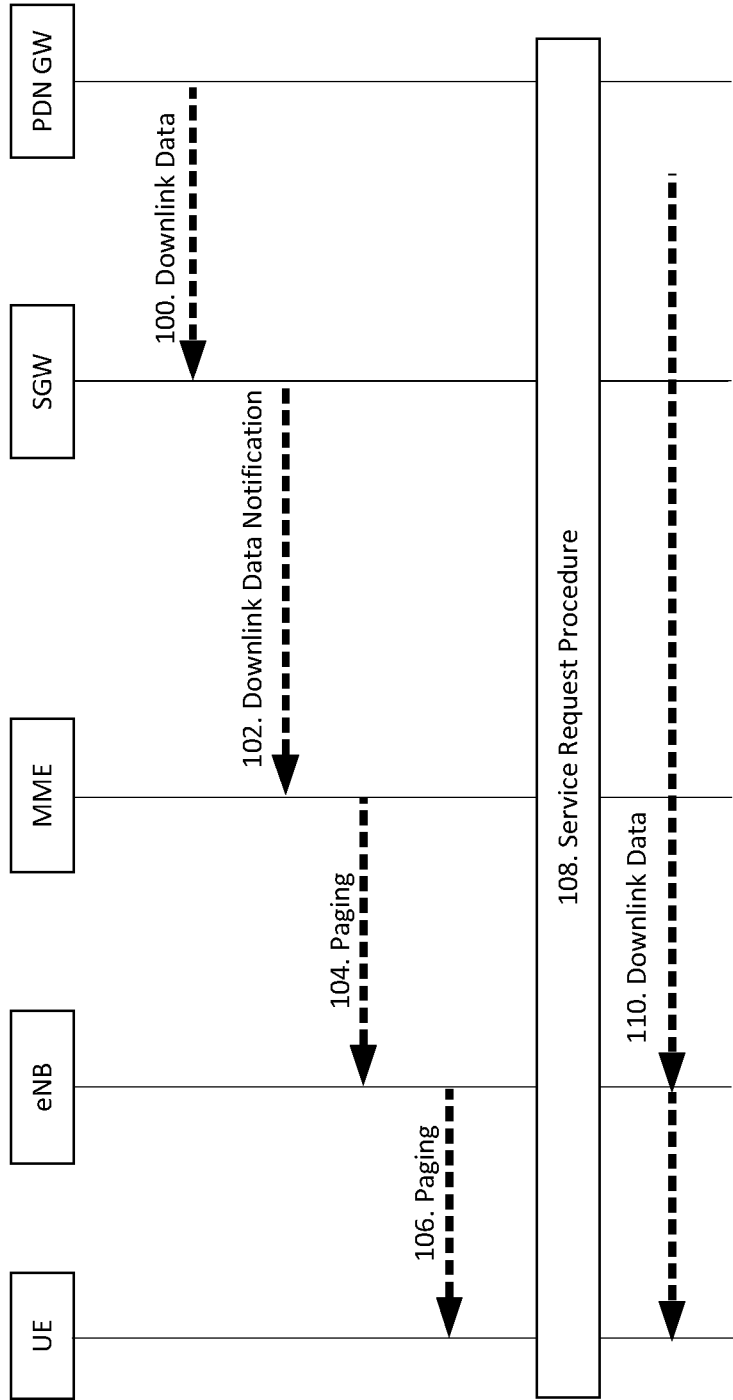 UE
eNB
MME
SGW
PDN GW
100. Downlink Data
102. Downlink Data Notification
104. Paging
106. Paging
108. Service Request Procedure
110. Downlink Data